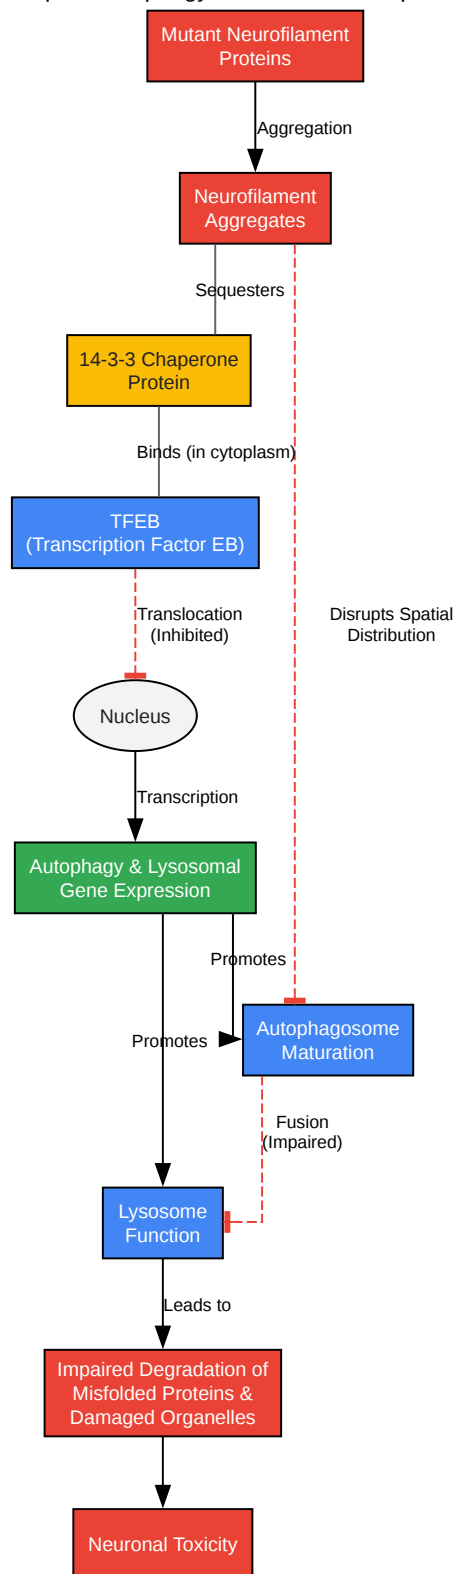 Mutant Neurofilament
Proteins
Aggregation
Neurofilament
Aggregates
Sequesters
14-3-3 Chaperone
Protein
Binds (in cytoplasm)
TFEB
(Transcription Factor EB)
Translocation
(Inhibited)
Disrupts Spatial
Distribution
Nucleus
Transcription
Autophagy & Lysosomal
Gene Expression
Promotes
Promotes
Autophagosome
Maturation
Fusion
(Impaired)
Lysosome
Function
Leads to
Impaired Degradation of
Misfolded Proteins &
Damaged Organelles
Neuronal Toxicity